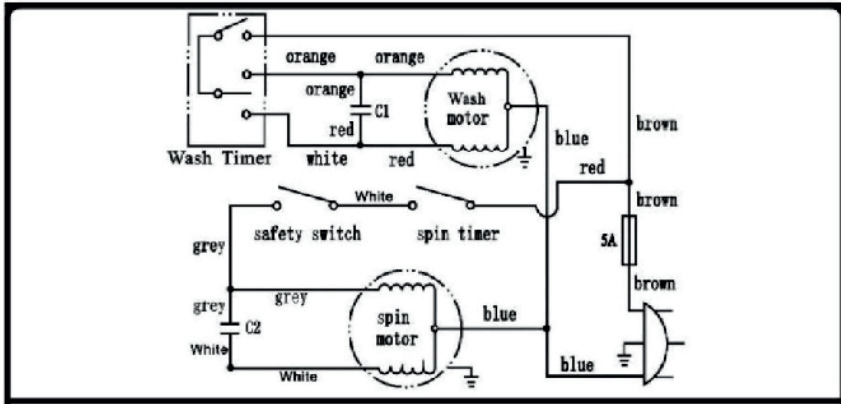 orange orange
orange
C1
red
Wash Timer
white
red
Wash
motor
blue
brown
red
White
safety switch
spin timer
brown
5A
brown
grey
grey
grey
C2
White
White
spin
motor
blue
blue